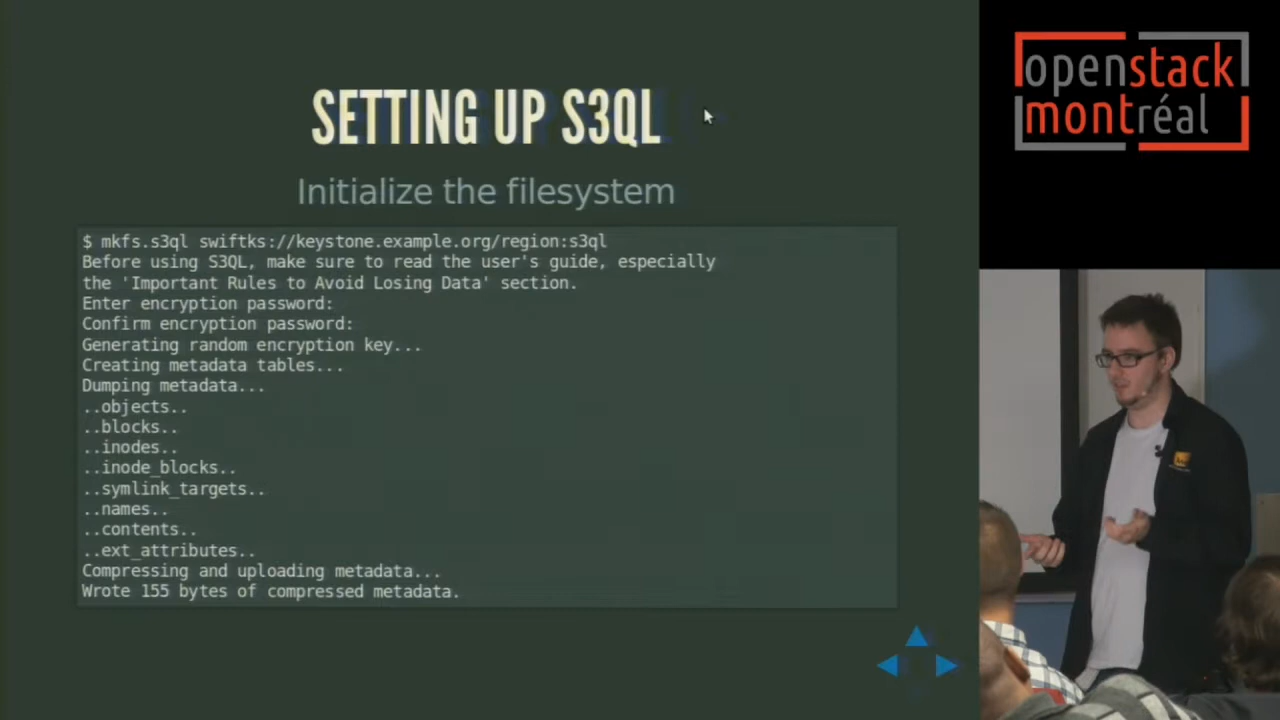 SETTING UP S3QL
Initialize the filesystem
$ mkfs.s3ql swiftks://keystone.example.org/region:s3ql
Before using S3QL, make sure to read the user's guide, especially
the 'Important Rules to Avoid Losing Data' section.
Enter encryption password:
Confirm encryption password:
Generating random encryption key...
Creating metadata tables...
Dumping metadata...
..objects..
..blocks..
..inodes..
..inode_blocks..
..symlink_targets..
..names..
..contents..
..ext_attributes..
Compressing and uploading metadata...
Wrote 155 bytes of compressed metadata.
openstack
montréal